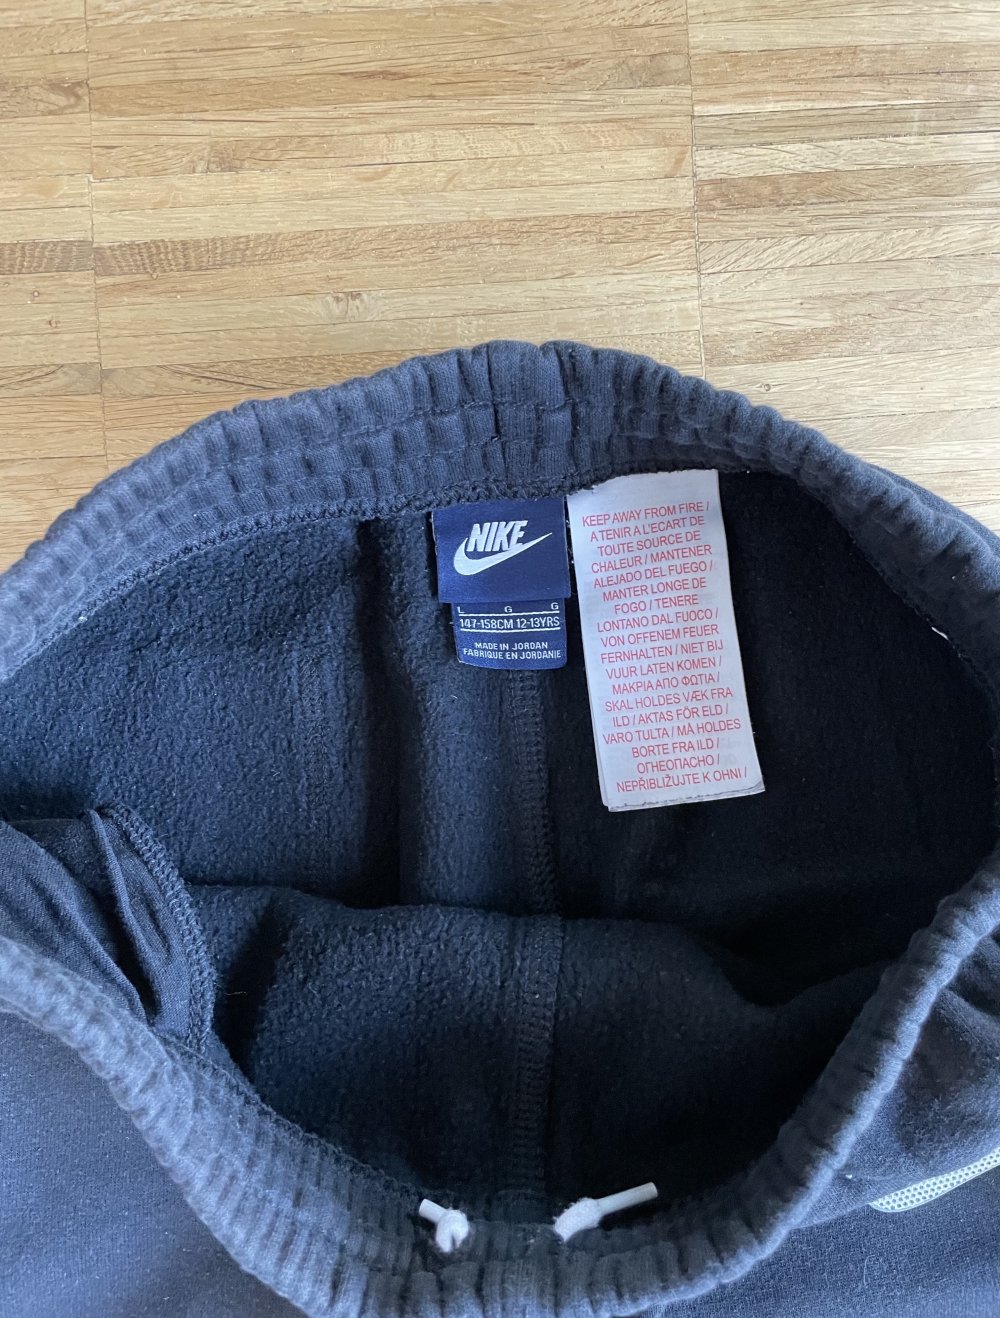 NIKE
L G G
147-158CM 12-13YRS
MADE IN JORDAN
FABRIQUE EN JORDANIE
KEEP AWAY FROM FIRE /
A TENIR A L'ECART DE
TOUTE SOURCE DE
CHALEUR / MANTENER
ALEJADO DEL FUEGO /
MANTER LONGE DE
FOGO / TENERE
LONTANO DAL FUOCO /
VON OFFENEM FEUER
FERNHALTEN / NIET BIJ
VUUR LATEN KOMEN /
ΜΑΚΡΙΑ ΑΠΟ ΦΩΤΙΑ /
SKAL HOLDES VÆK FRA
ILD / AKTAS FÖR ELD /
VARO TULTA / MÅ HOLDES
BORTE FRA ILD /
ОГНЕОПАСНО /
NEPŘIBLIŽUJTE K OHNI /